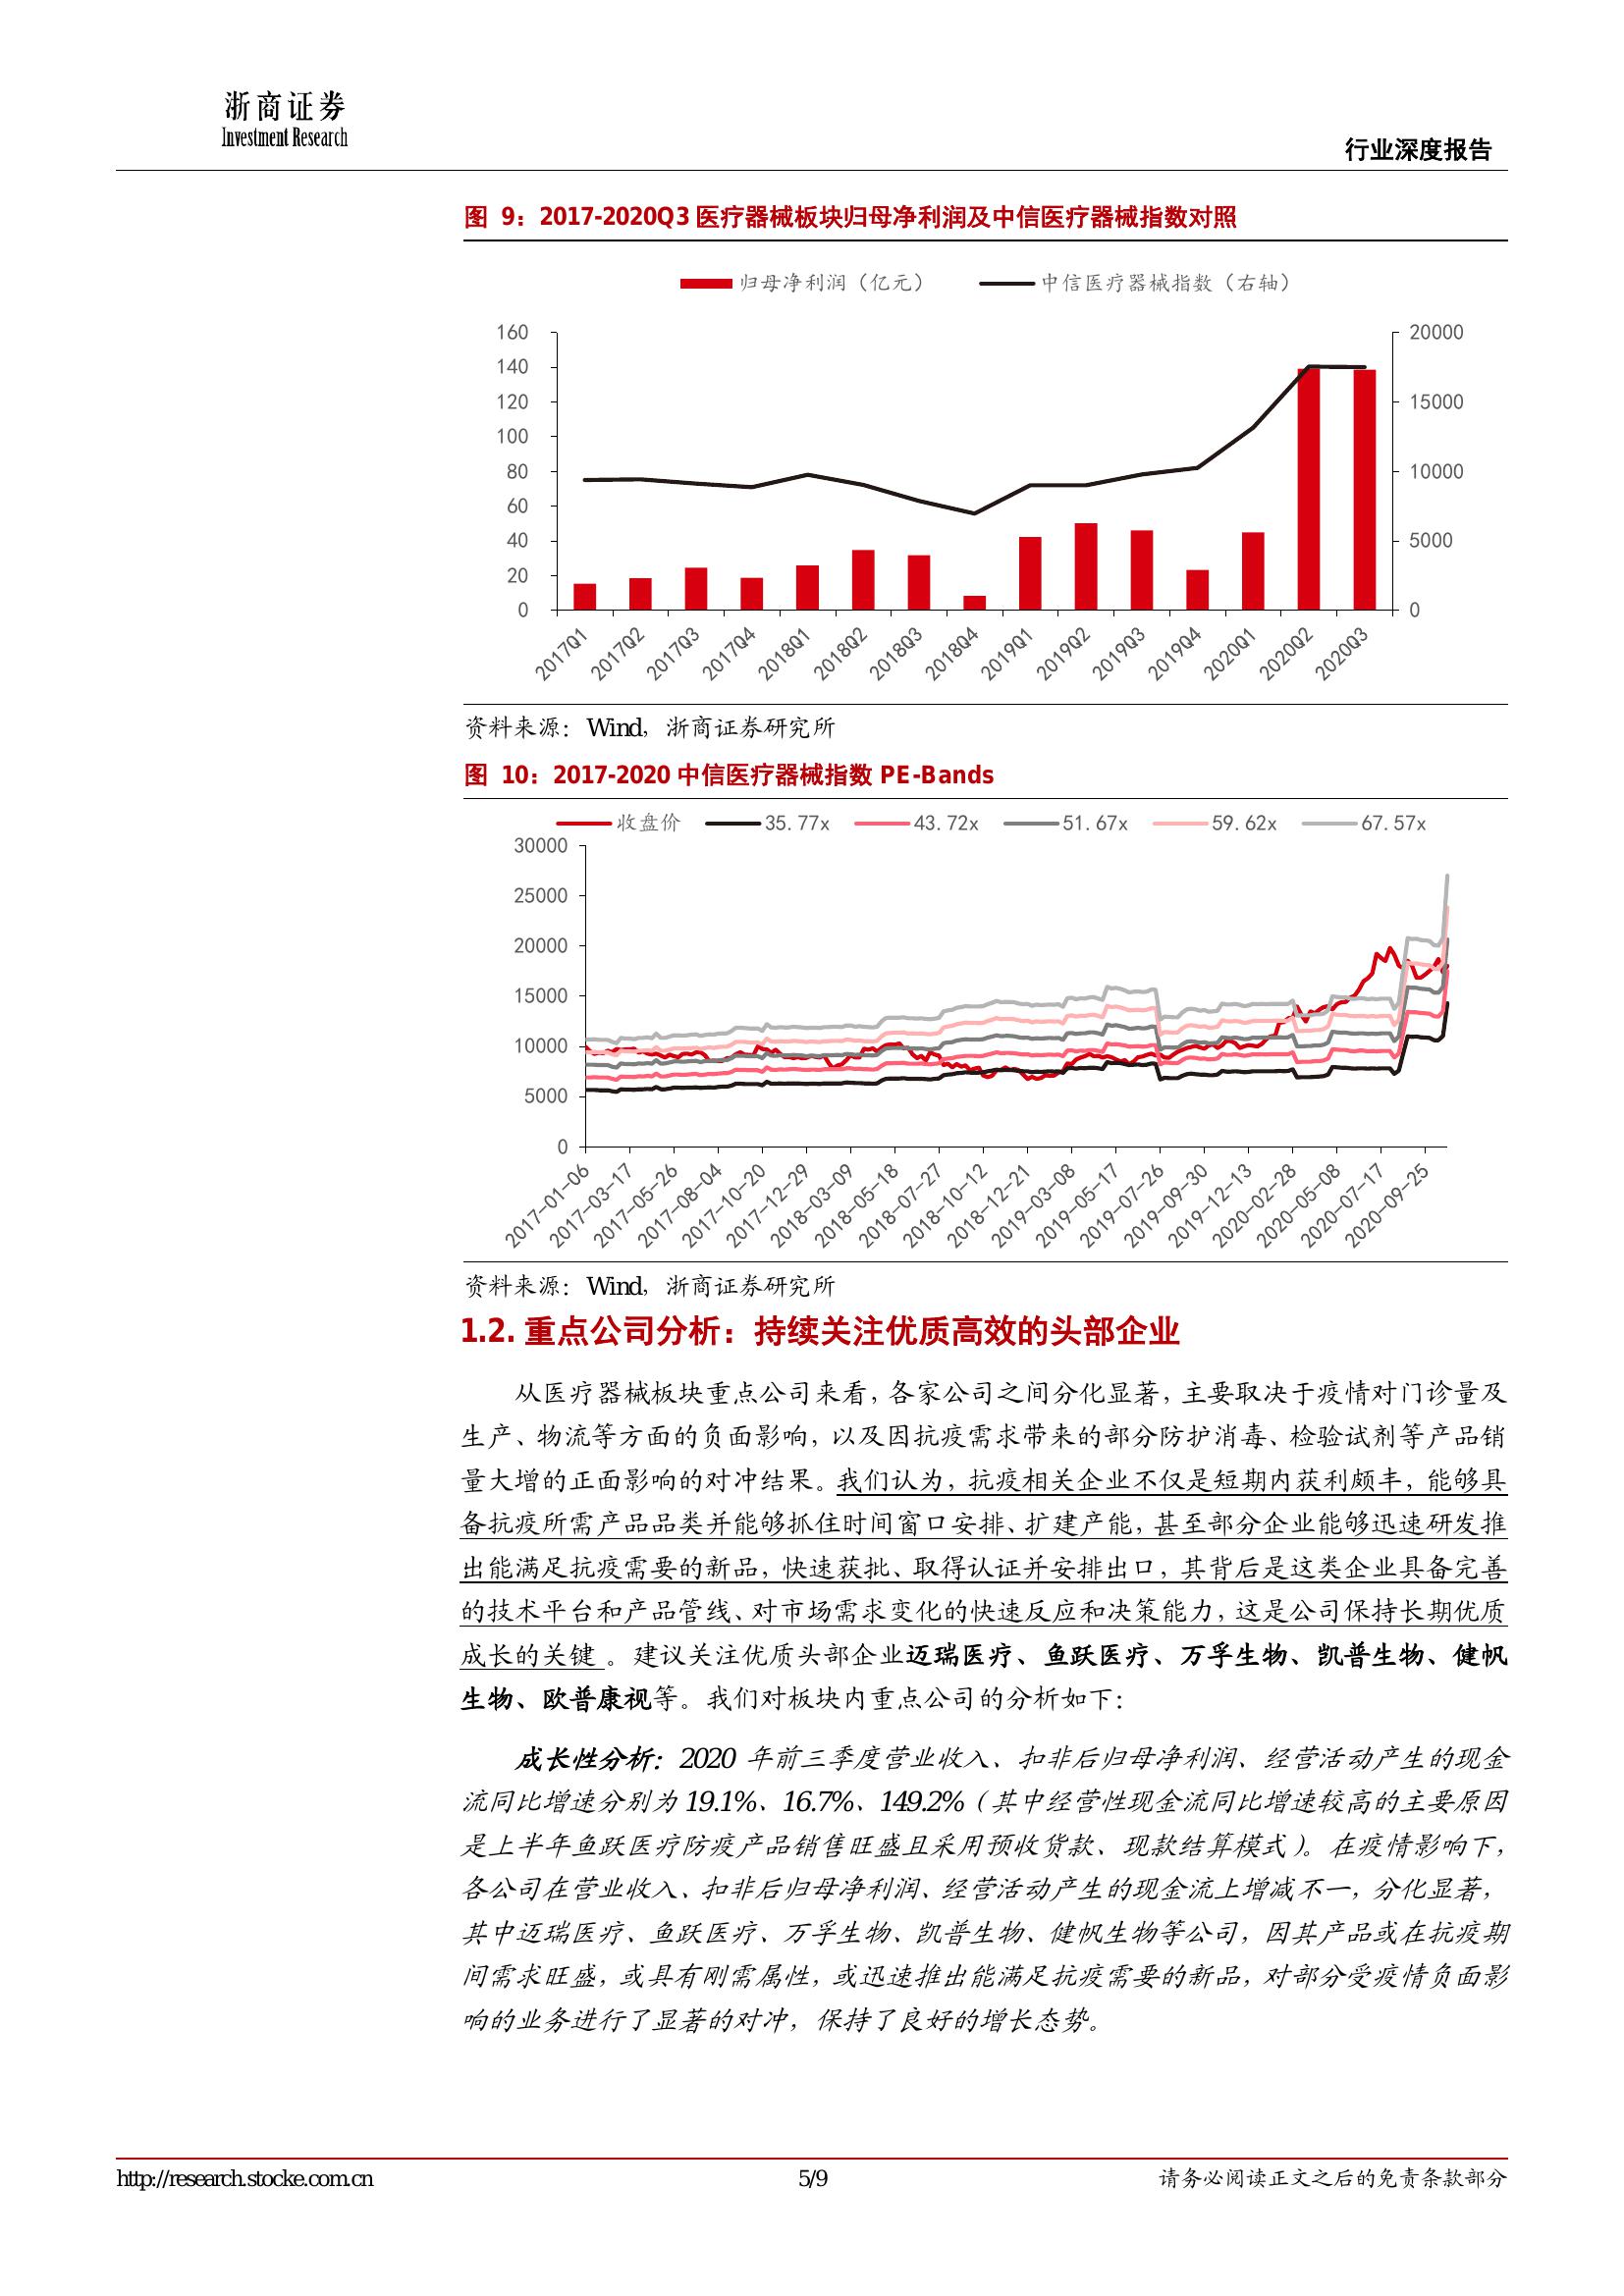 浙商证券
Investment Research
行业深度报告
图 9：2017-2020Q3 医疗器械板块归母净利润及中信医疗器械指数对照
归母净利润（亿元）
中信医疗器械指数（右轴）
160
140
120
100
80
60
40
20
0
20000
15000
10000
5000
0
2017Q1
2017Q2
2017Q3
2017Q4
2018Q1
2018Q2
2018Q3
2018Q4
2019Q1
2019Q2
2019Q3
2019Q4
2020Q1
2020Q2
2020Q3
资料来源：Wind，浙商证券研究所
图 10：2017-2020 中信医疗器械指数 PE-Bands
收盘价
35.77x
43.72x
51.67x
59.62x
67.57x
30000
25000
20000
15000
10000
5000
0
2017-01-06
2017-03-17
2017-05-26
2017-08-04
2017-10-20
2017-12-29
2018-03-09
2018-05-18
2018-07-27
2018-10-12
2018-12-21
2019-03-08
2019-05-17
2019-07-26
2019-09-30
2019-12-13
2020-02-28
2020-05-08
2020-07-17
2020-09-25
资料来源：Wind，浙商证券研究所
1.2. 重点公司分析：持续关注优质高效的头部企业
从医疗器械板块重点公司来看，各家公司之间分化显著，主要取决于疫情对门诊量及
生产、物流等方面的负面影响，以及因抗疫需求带来的部分防护消毒、检验试剂等产品销
量大增的正面影响的对冲结果。我们认为，抗疫相关企业不仅是短期内获利颇丰，能够具
备抗疫所需产品品类并能够抓住时间窗口安排、扩建产能，甚至部分企业能够迅速研发推
出能满足抗疫需要的新品，快速获批、取得认证并安排出口，其背后是这类企业具备完善
的技术平台和产品管线、对市场需求变化的快速反应和决策能力，这是公司保持长期优质
成长的关键 。建议关注优质头部企业迈瑞医疗、鱼跃医疗、万孚生物、凯普生物、健帆
生物、欧普康视等。我们对板块内重点公司的分析如下：
成长性分析：2020 年前三季度营业收入、扣非后归母净利润、经营活动产生的现金
流同比增速分别为 19.1%、16.7%、149.2%（其中经营性现金流同比增速较高的主要原因
是上半年鱼跃医疗防疫产品销售旺盛且采用预收货款、现款结算模式）。在疫情影响下，
各公司在营业收入、扣非后归母净利润、经营活动产生的现金流上增减不一，分化显著，
其中迈瑞医疗、鱼跃医疗、万孚生物、凯普生物、健帆生物等公司，因其产品或在抗疫期
间需求旺盛，或具有刚需属性，或迅速推出能满足抗疫需要的新品，对部分受疫情负面影
响的业务进行了显著的对冲，保持了良好的增长态势。
http://research.stocke.com.cn
5/9
请务必阅读正文之后的免责条款部分